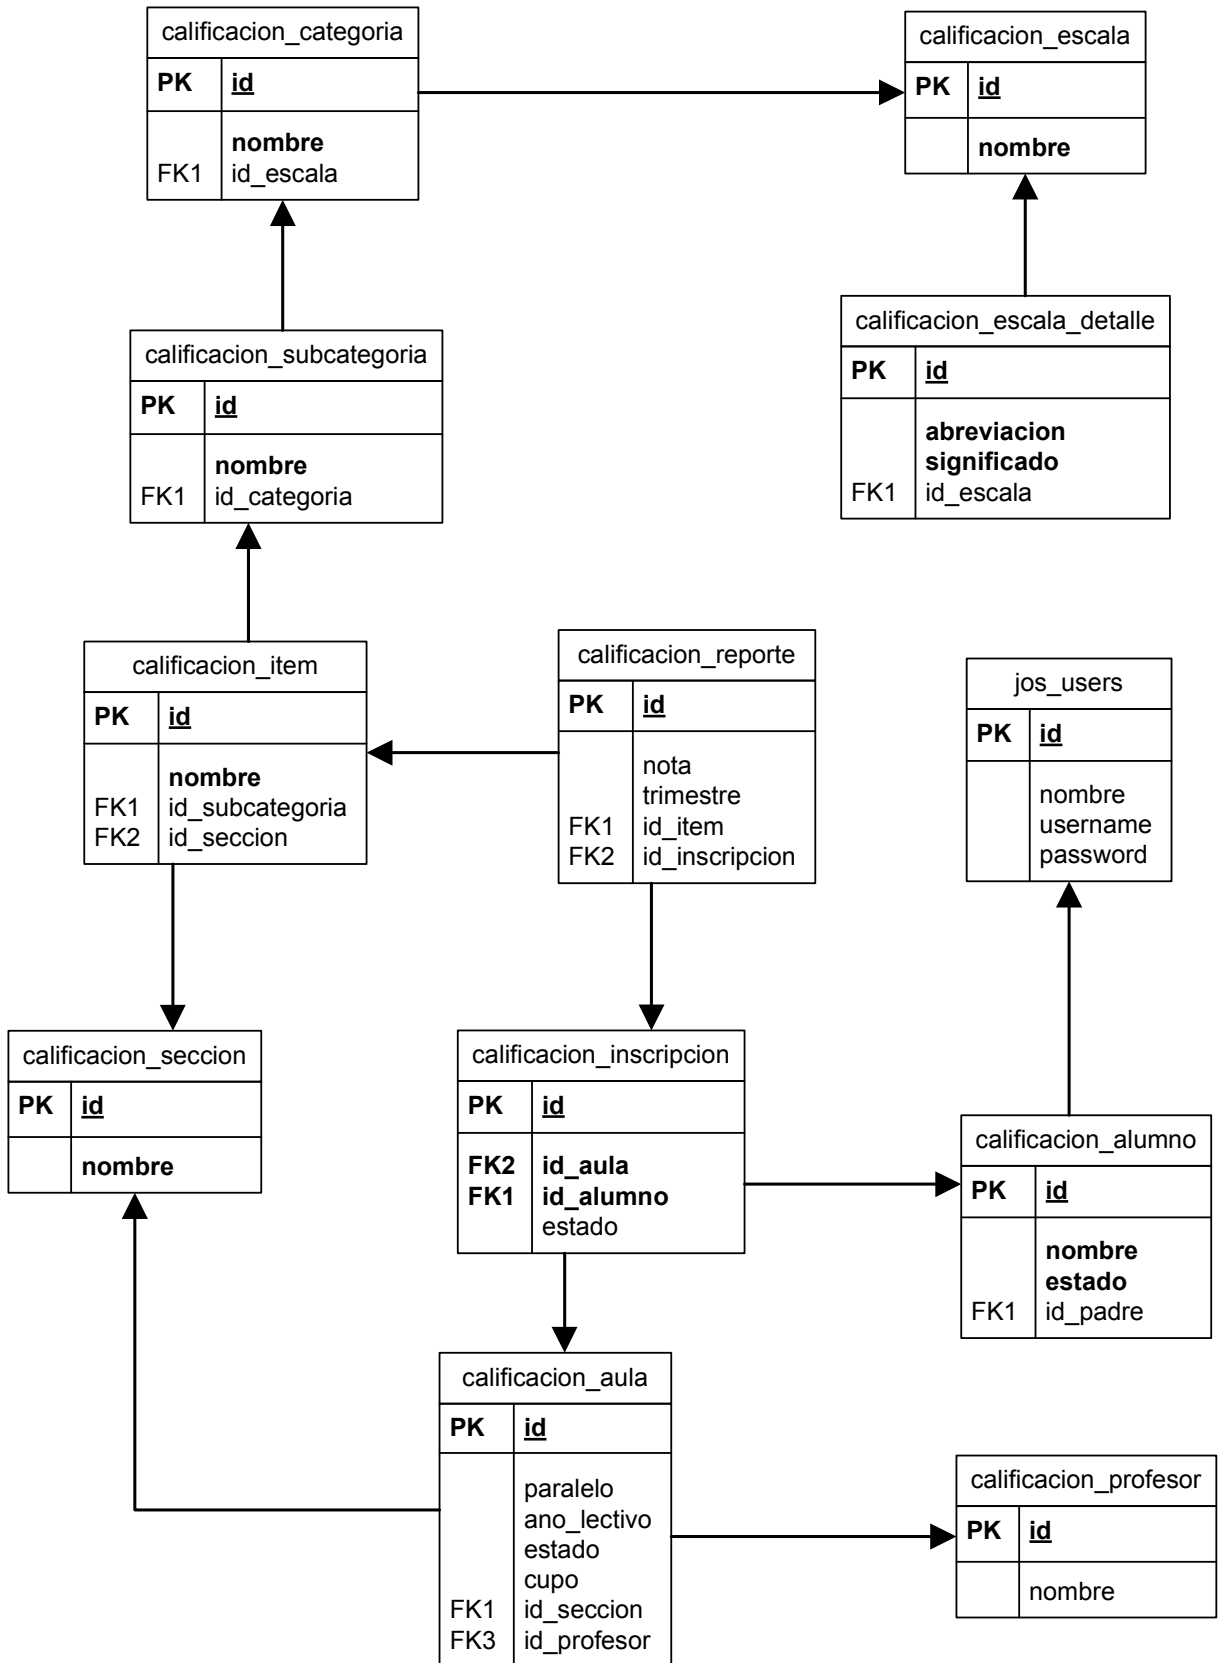 calificacion_categoria
PK id
nombre
FK1 id_escala
calificacion_escala
PK id
nombre
calificacion_subcategoria
PK id
nombre
FK1 id_categoria
calificacion_escala_detalle
PK id
abreviacion
significado
FK1 id_escala
calificacion_item
PK id
nombre
FK1 id_subcategoria
FK2 id_seccion
calificacion_reporte
PK id
nota
trimestre
FK1 id_item
FK2 id_inscripcion
jos_users
PK id
nombre
username
password
calificacion_seccion
PK id
nombre
calificacion_inscripcion
PK id
FK2 id_aula
FK1 id_alumno
estado
calificacion_alumno
PK id
nombre
estado
FK1 id_padre
calificacion_aula
PK id
paralelo
ano_lectivo
estado
cupo
FK1 id_seccion
FK3 id_profesor
calificacion_profesor
PK id
nombre